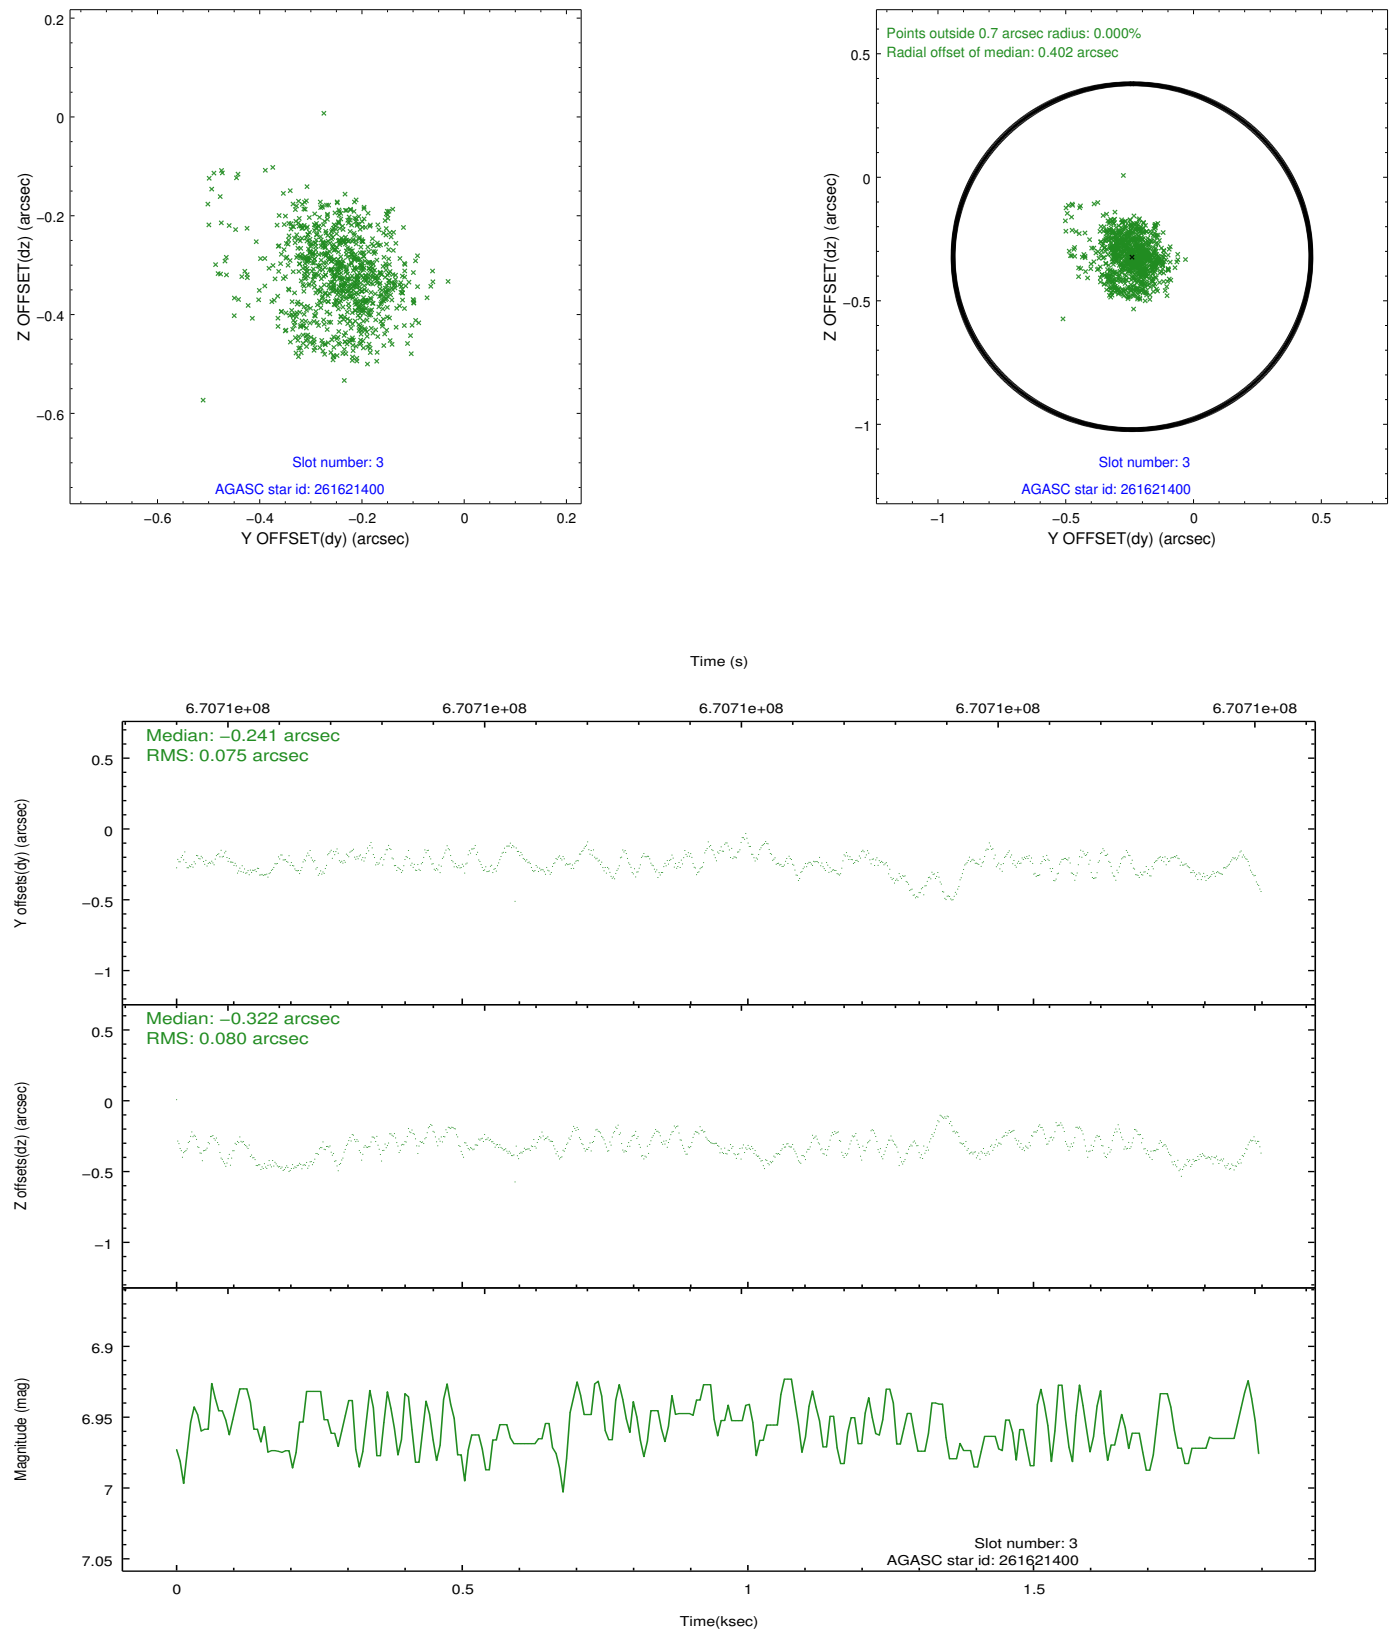 0.2
0
−0.2
−0.4
−0.6
Z OFFSET(dz) (arcsec)
Slot number: 3
AGASC star id: 261621400
−0.6 −0.4 −0.2 0 0.2
Y OFFSET(dy) (arcsec)
Points outside 0.7 arcsec radius: 0.000%
Radial offset of median: 0.402 arcsec
0.5
0
−0.5
−1
Z OFFSET(dz) (arcsec)
Slot number: 3
AGASC star id: 261621400
−1 −0.5 0 0.5
Y OFFSET(dy) (arcsec)
Time (s)
6.7071e+08 6.7071e+08 6.7071e+08 6.7071e+08 6.7071e+08
Median: −0.241 arcsec
RMS: 0.075 arcsec
0.5
0
−0.5
−1
Y offsets(dy) (arcsec)
Median: −0.322 arcsec
RMS: 0.080 arcsec
0.5
0
−0.5
−1
Z offsets(dz) (arcsec)
6.9
6.95
7
7.05
Magnitude (mag)
Slot number: 3
AGASC star id: 261621400
0 0.5 1 1.5
Time(ksec)